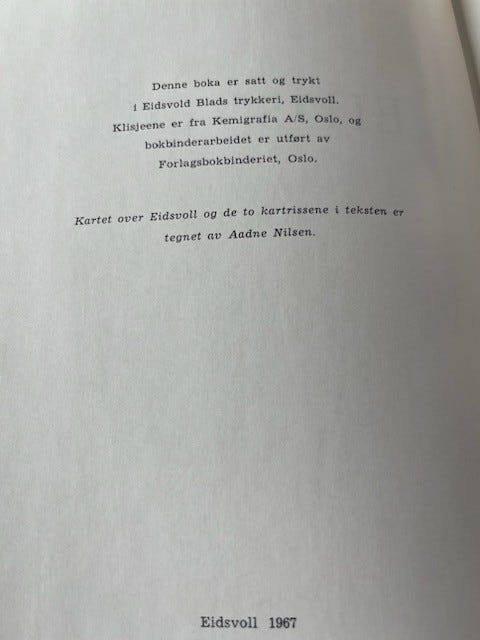 Denne boka er satt og trykt
i Eidsvold Blads trykkeri, Eidsvoll.
Klisjeene er fra Kemigrafia A/S, Oslo, og
bokbinderarbeidet er utført av
Forlagsbokbinderiet, Oslo.
Kartet over Eidsvoll og de to kartrissene i teksten er
tegnet av Aadne Nilsen.
Eidsvoll 1967